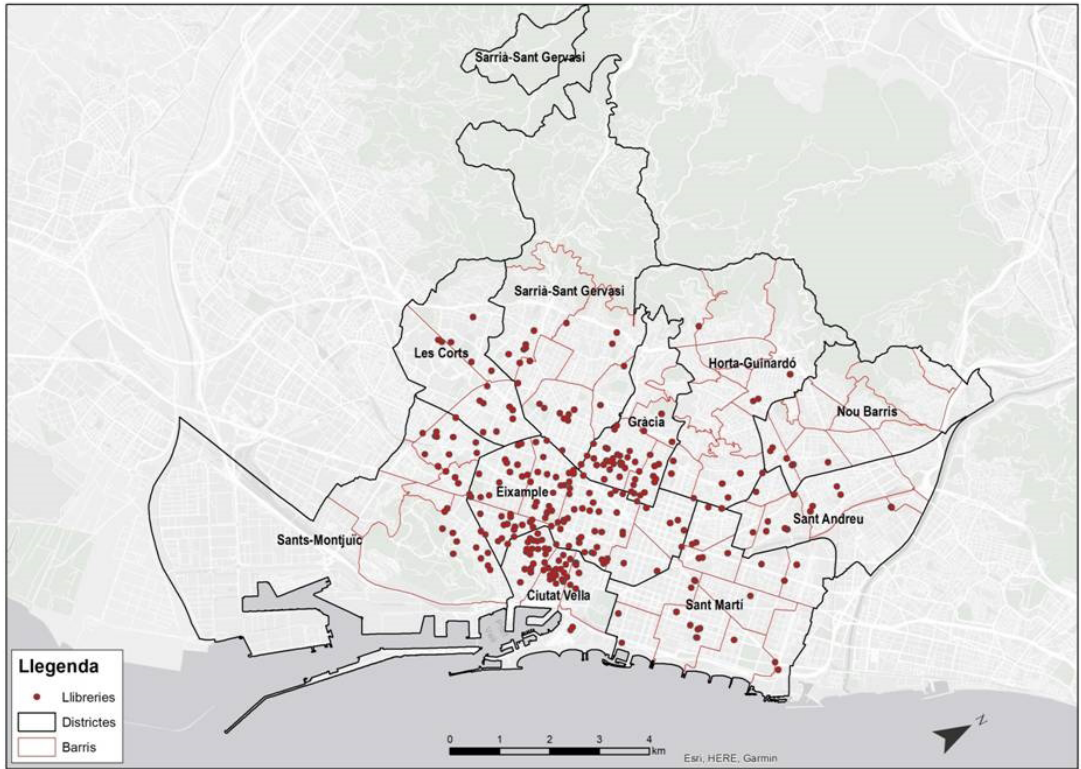 Sarrià-Sant Gervasi
Sarrià-Sant Gervasi
Les Corts
Horta-Guinardó
Nou Barris
Gràcia
Eixample
Sant Andreu
Sants-Montjuïc
Ciutat Vella
Sant Martí
Llegenda
Llibreries
Districtes
Barris
0 1 2 3 4
km
Esri, HERE, Garmin
N